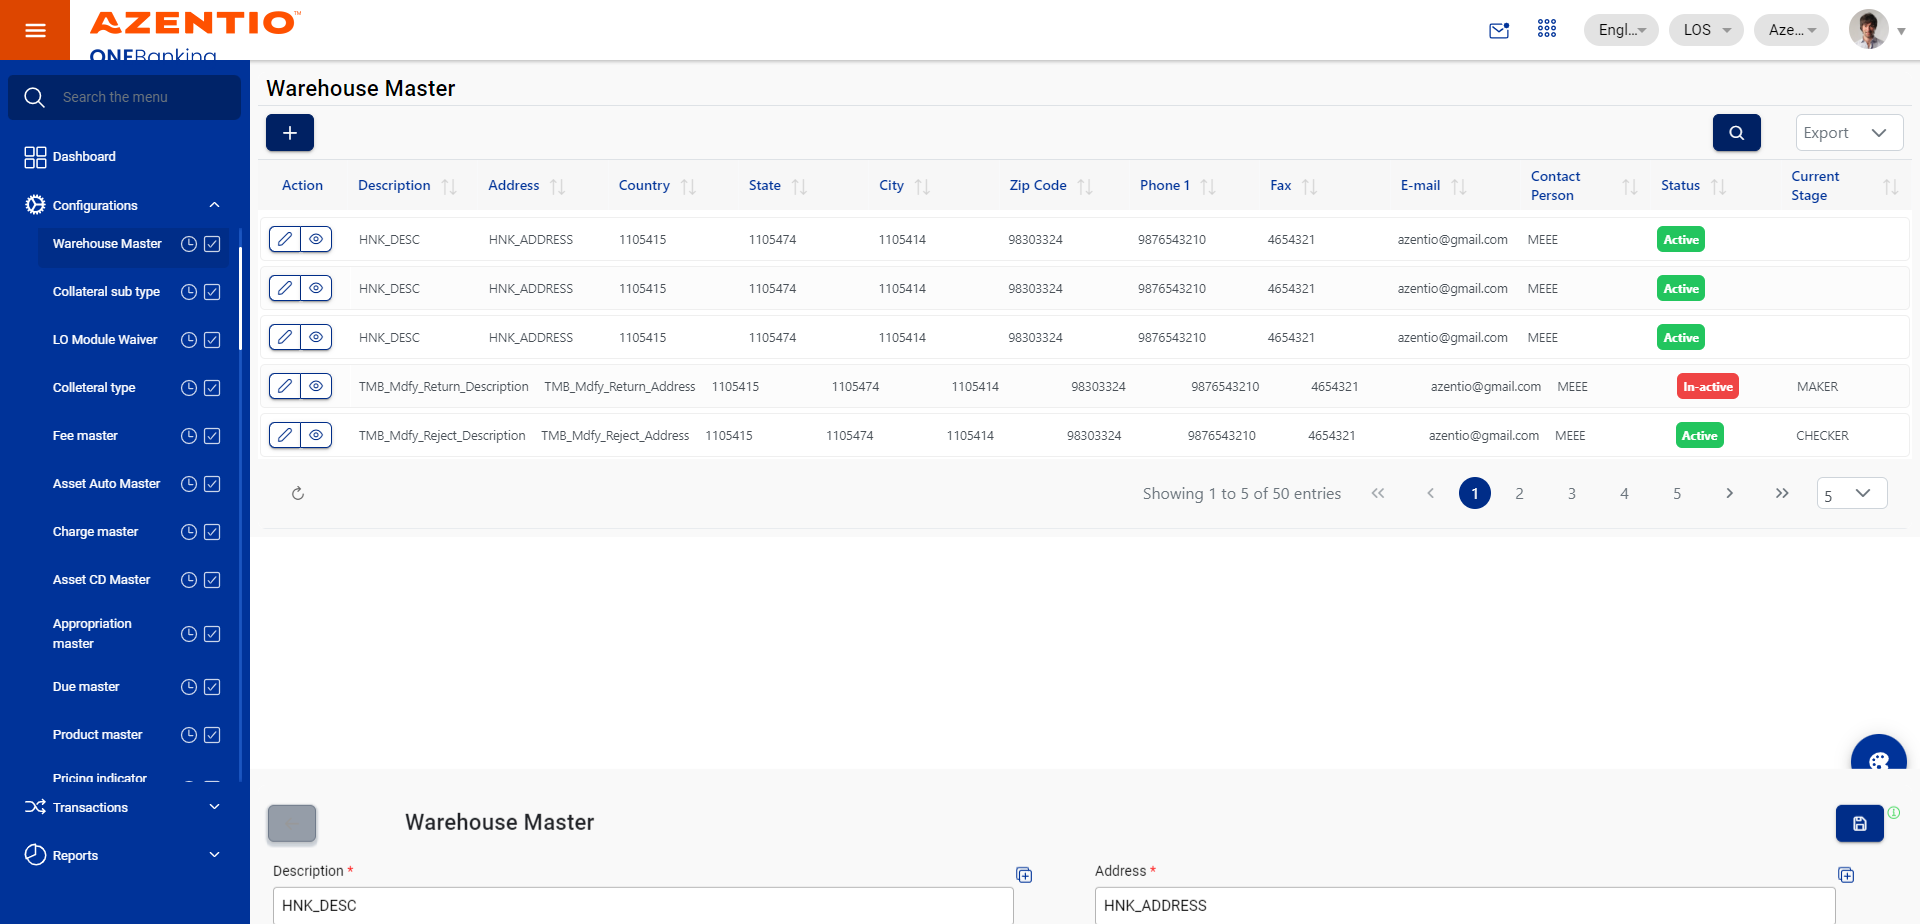 AZENTIO™
ONEBanking
Engl...
LOS
Aze...
Search the menu
Dashboard
Configurations
Warehouse Master
Collateral sub type
LO Module Waiver
Colleteral type
Fee master
Asset Auto Master
Charge master
Asset CD Master
Appropriation
master
Due master
Product master
Pricing indicator
Transactions
Reports
Warehouse Master
Export
Action Description Address Country State City Zip Code Phone 1 Fax E-mail Contact Person Status Current Stage
HNK_DESC HNK_ADDRESS 1105415 1105474 1105414 98303324 9876543210 4654321 azentio@gmail.com MEEE Active
HNK_DESC HNK_ADDRESS 1105415 1105474 1105414 98303324 9876543210 4654321 azentio@gmail.com MEEE Active
HNK_DESC HNK_ADDRESS 1105415 1105474 1105414 98303324 9876543210 4654321 azentio@gmail.com MEEE Active
TMB_Mdfy_Return_Description TMB_Mdfy_Return_Address 1105415 1105474 1105414 98303324 9876543210 4654321 azentio@gmail.com MEEE In-active MAKER
TMB_Mdfy_Reject_Description TMB_Mdfy_Reject_Address 1105415 1105474 1105414 98303324 9876543210 4654321 azentio@gmail.com MEEE Active CHECKER
Showing 1 to 5 of 50 entries 1 2 3 4 5 5
Warehouse Master
Description * Address *
HNK_DESC HNK_ADDRESS